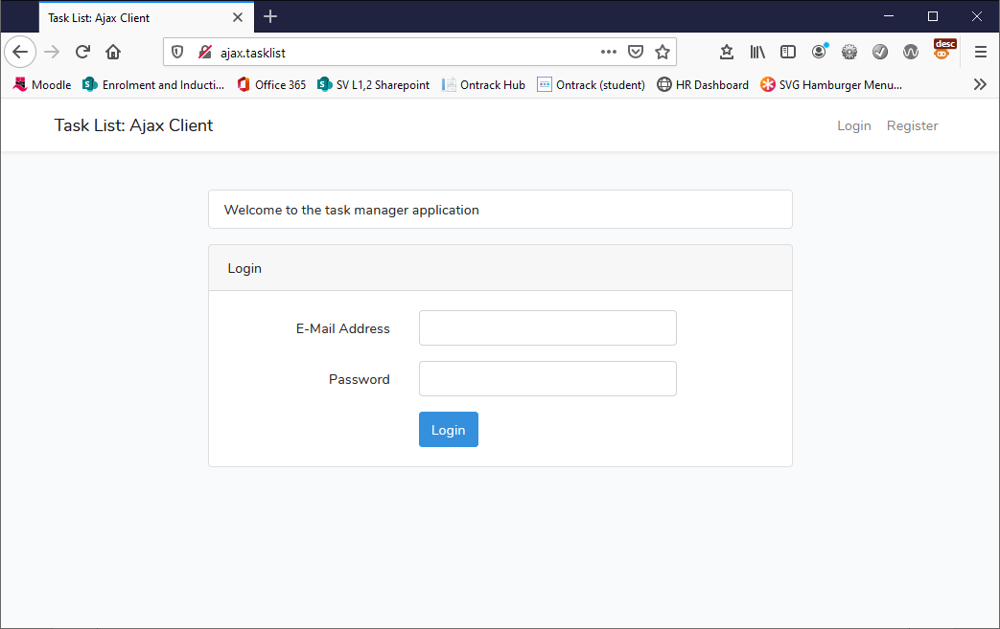 Task List: Ajax Client
ajax.tasklist
desc
Moodle Enrolment and Inducti... Office 365 SV L1,2 Sharepoint Ontrack Hub Ontrack (student) HR Dashboard SVG Hamburger Menu...
Task List: Ajax Client Login Register
Welcome to the task manager application
Login
E-Mail Address
Password
Login